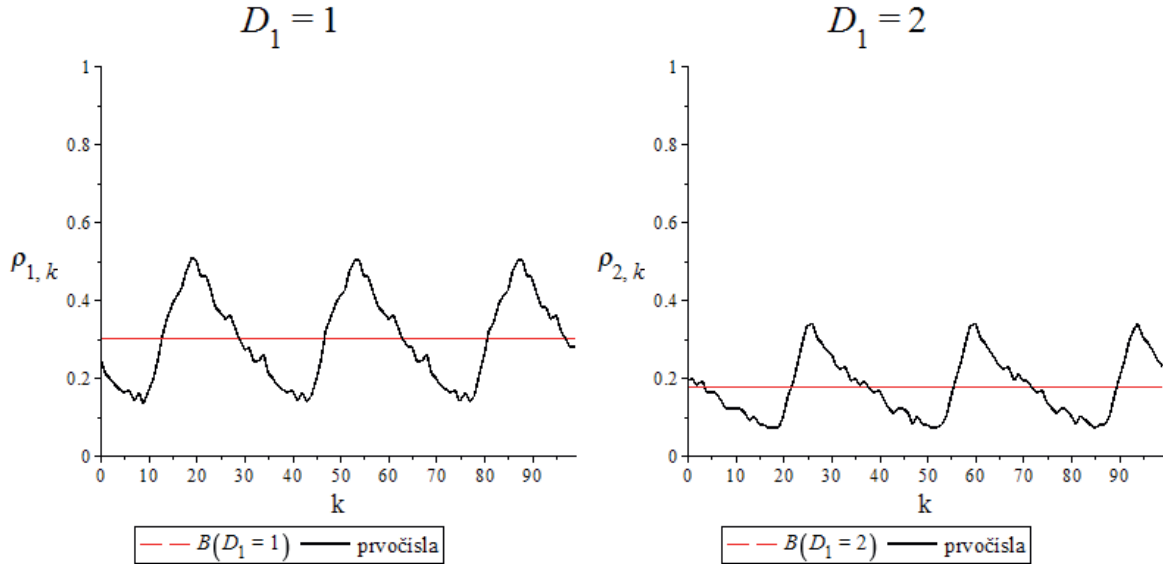 D₁ = 1
1
0.8
0.6
ρ₁, ₖ
0.4
0.2
0
0 10 20 30 40 50 60 70 80 90
k
B(D₁ = 1) prvočísla
D₁ = 2
1
0.8
0.6
ρ₂, ₖ
0.4
0.2
0
0 10 20 30 40 50 60 70 80 90
k
B(D₁ = 2) prvočísla